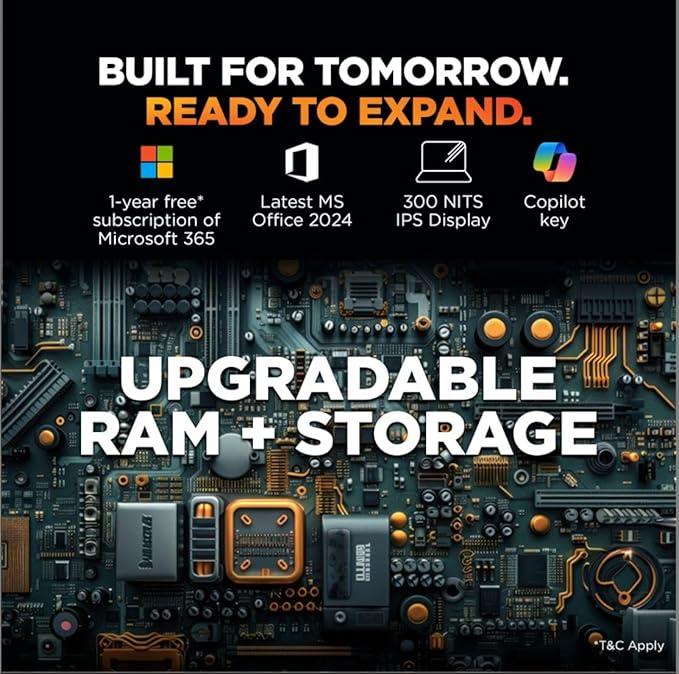 BUILT FOR TOMORROW.
READY TO EXPAND.
1-year free*
subscription of
Microsoft 365
Latest MS
Office 2024
300 NITS
IPS Display
Copilot
key
UPGRADABLE
RAM + STORAGE
*T&C Apply